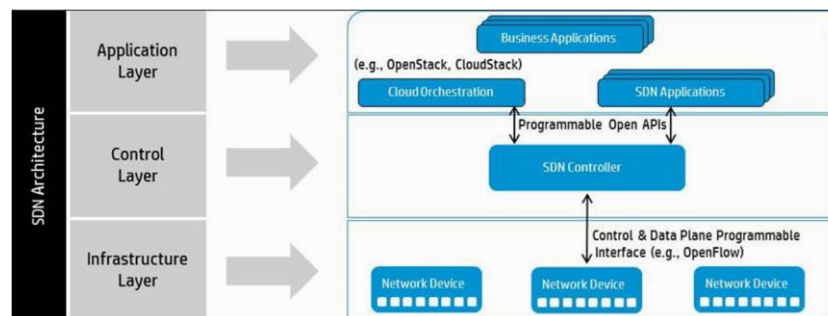 SDN Architecture
Application
Layer
Business Applications
(e.g., OpenStack, CloudStack)
Cloud Orchestration
SDN Applications
Programmable Open APIs
Control
Layer
SDN Controller
Control & Data Plane Programmable
Interface (e.g., OpenFlow)
Infrastructure
Layer
Network Device
Network Device
Network Device